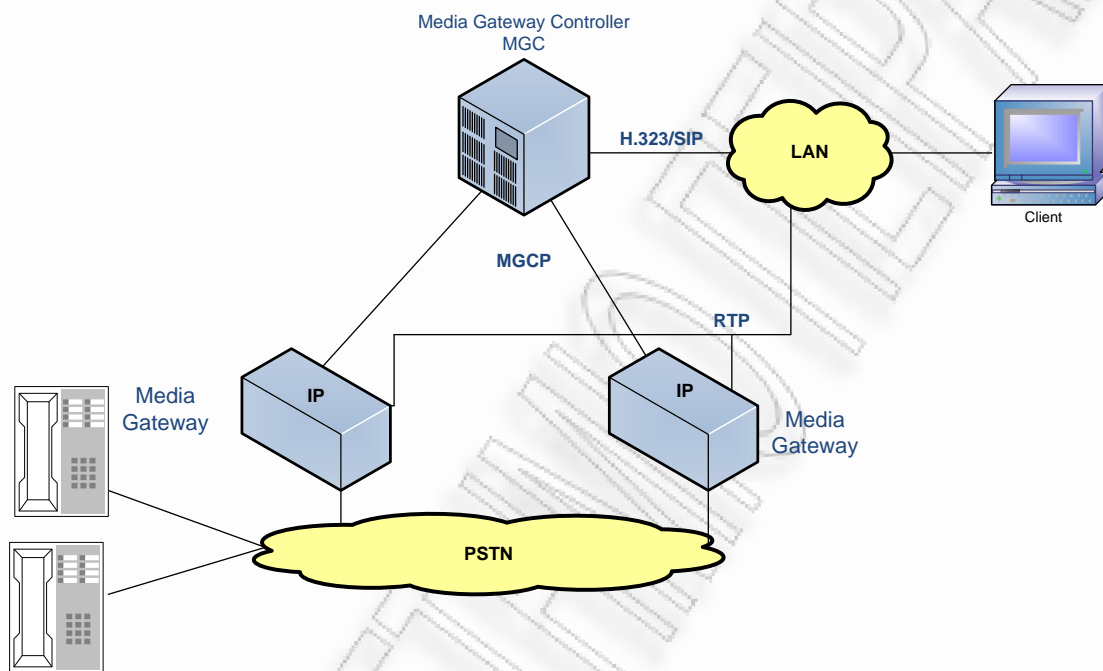 Media Gateway Controller
MGC
H.323/SIP
LAN
Client
MGCP
RTP
IP
IP
Media
Gateway
Media
Gateway
PSTN